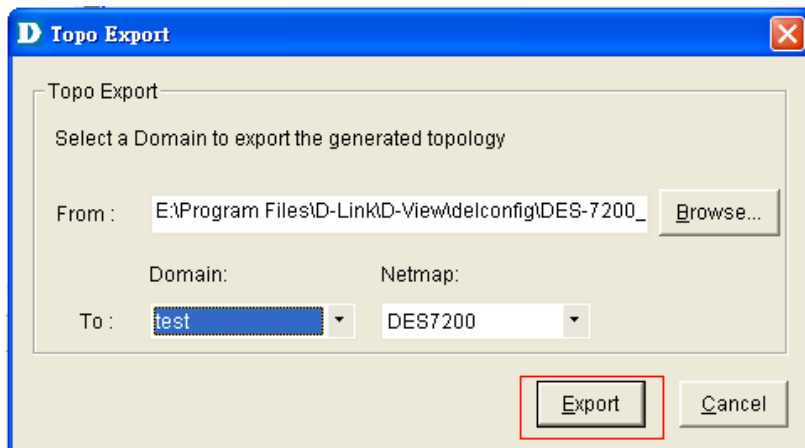 D Topo Export
Topo Export
Select a Domain to export the generated topology
From : E:\Program Files\D-Link\D-View\delconfig\DES-7200_ Browse...
Domain: Netmap:
To : test DES7200
Export Cancel